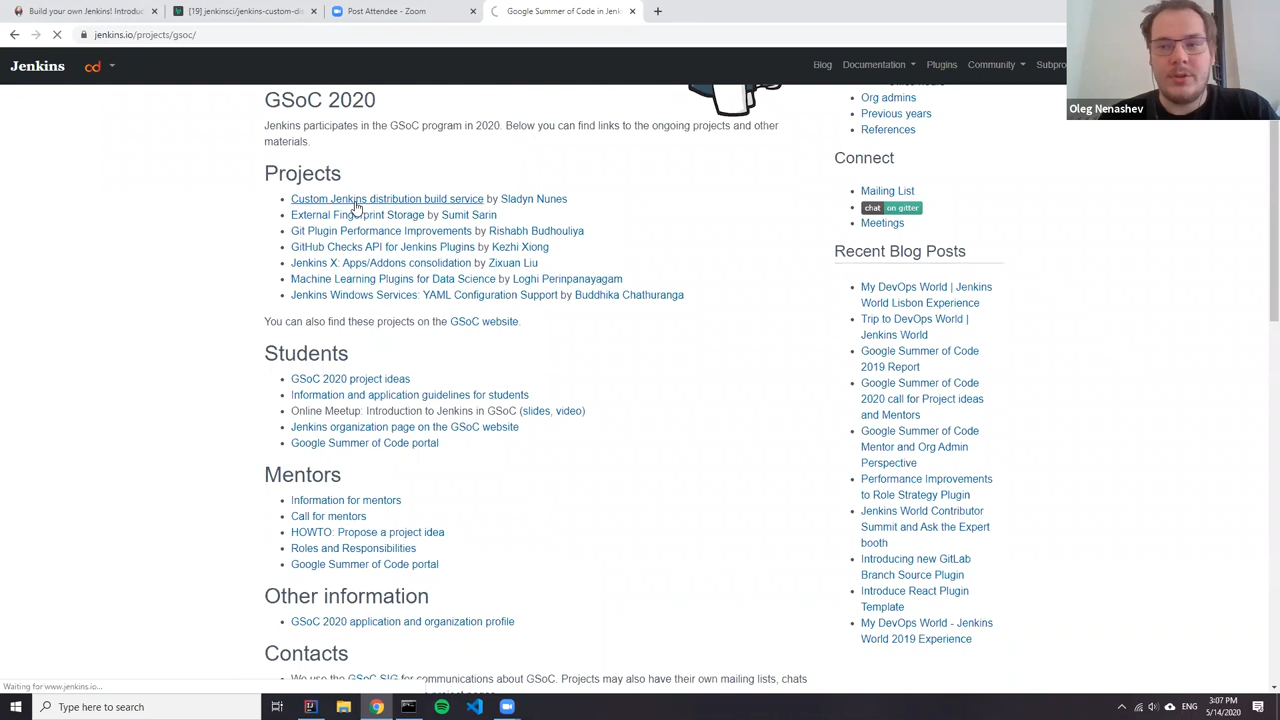 Build your own Jenkins! Introduc
[19] jenkinsci/jenkins-custom-dis
Post Attendee - Zoom
Google Summer of Code in Jenkin
jenkins.io/projects/gsoc/
Jenkins
cd
Blog
Documentation
Plugins
Community
Subpro
Oleg Nenashev
GSoC 2020
Jenkins participates in the GSoC program in 2020. Below you can find links to the ongoing projects and other
materials.
Projects
Custom Jenkins distribution build service by Sladyn Nunes
External Fingerprint Storage by Sumit Sarin
Git Plugin Performance Improvements by Rishabh Budhouliya
GitHub Checks API for Jenkins Plugins by Kezhi Xiong
Jenkins X: Apps/Addons consolidation by Zixuan Liu
Machine Learning Plugins for Data Science by Loghi Perinpanayagam
Jenkins Windows Services: YAML Configuration Support by Buddhika Chathuranga
You can also find these projects on the GSoC website.
Students
GSoC 2020 project ideas
Information and application guidelines for students
Online Meetup: Introduction to Jenkins in GSoC (slides, video)
Jenkins organization page on the GSoC website
Google Summer of Code portal
Mentors
Information for mentors
Call for mentors
HOWTO: Propose a project idea
Roles and Responsibilities
Google Summer of Code portal
Other information
GSoC 2020 application and organization profile
Contacts
We use the GSoC SIG for communications about GSoC. Projects may also have their own mailing lists, chats
Org admins
Previous years
References
Connect
Mailing List
chat on gitter
Meetings
Recent Blog Posts
My DevOps World | Jenkins
World Lisbon Experience
Trip to DevOps World |
Jenkins World
Google Summer of Code
2019 Report
Google Summer of Code
2020 call for Project ideas
and Mentors
Google Summer of Code
Mentor and Org Admin
Perspective
Performance Improvements
to Role Strategy Plugin
Jenkins World Contributor
Summit and Ask the Expert
booth
Introducing new GitLab
Branch Source Plugin
Introduce React Plugin
Template
My DevOps World - Jenkins
World 2019 Experience
Waiting for www.jenkins.io...
Type here to search
ENG
3:07 PM
5/14/2020